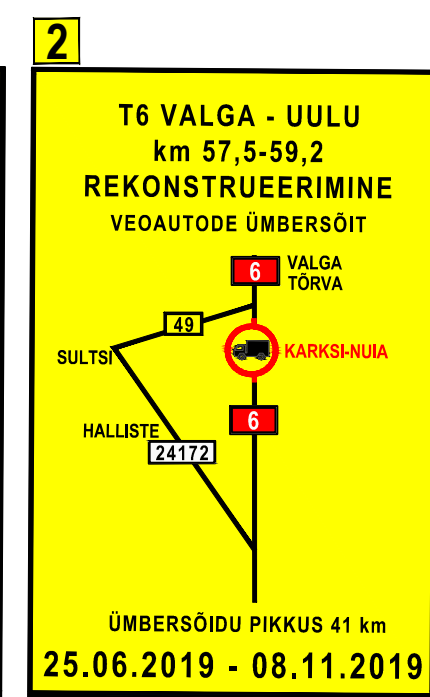 2
T6 VALGA - UULU
km 57,5-59,2
REKONSTRUEERIMINE
VEOAUTODE ÜMBERSÕIT
6
VALGA
TÕRVA
49
SULTSI
KARKSI-NUIA
6
HALLISTE
24172
ÜMBERSÕIDU PIKKUS 41 km
25.06.2019 - 08.11.2019